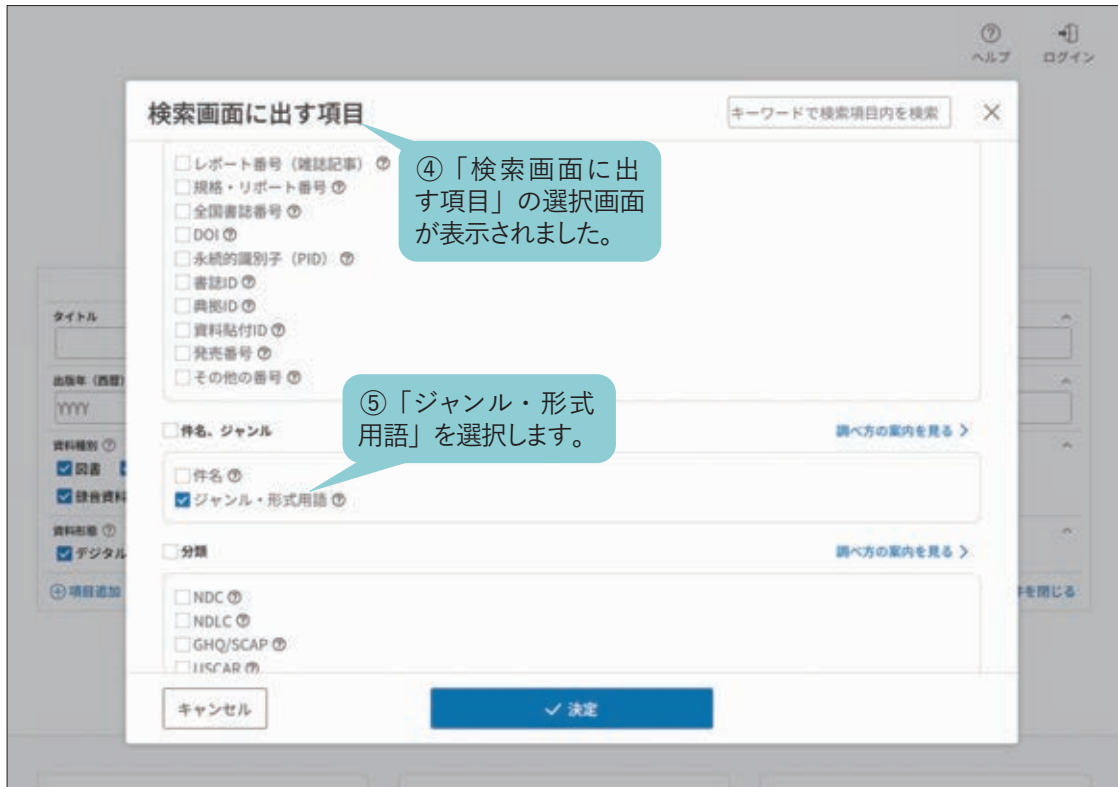 ヘルプ
ログイン
検索画面に出す項目
キーワードで検索項目内を検索
レポート番号（雑誌記事）
規格・リポート番号
全国書誌番号
DOI
永続的識別子（PID）
書誌ID
典拠ID
資料貼付ID
発売番号
その他の番号
④「検索画面に出
す項目」の選択画面
が表示されました。
タイトル
出版年（西暦）
YYYY
資料種別
図書
録音資料
資料形態
デジタル
項目追加
を閉じる
⑤「ジャンル・形式
用語」を選択します。
件名、ジャンル
調べ方の案内を見る
件名
ジャンル・形式用語
分類
調べ方の案内を見る
NDC
NDLC
GHQ/SCAP
USCAR
キャンセル
決定